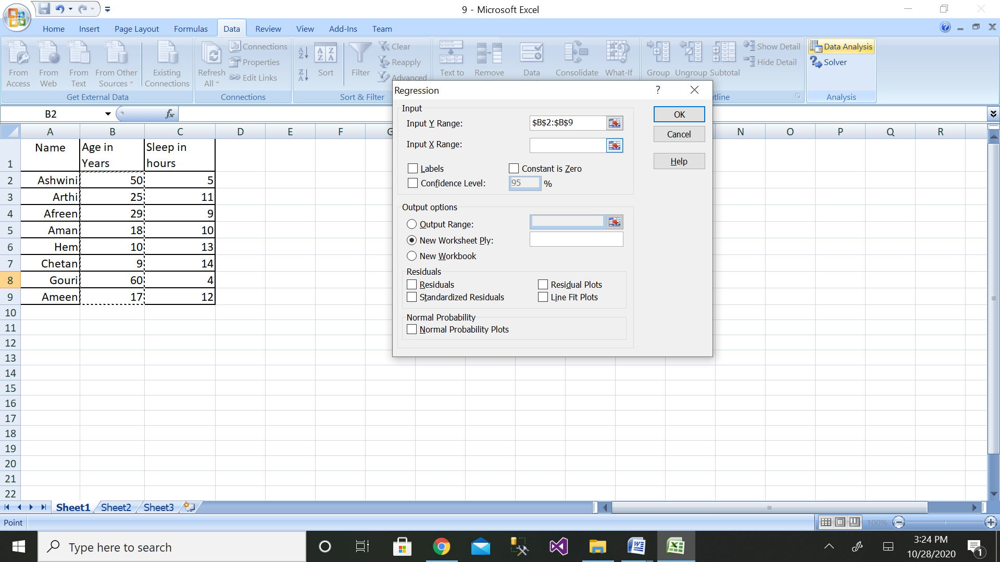 9 - Microsoft Excel
Home Insert Page Layout Formulas Data Review View Add-Ins Team
From Access
From Web
From Text
From Other Sources
Existing Connections
Get External Data
Refresh All
Connections
Properties
Edit Links
Connections
Sort
Filter
Clear
Reapply
Advanced
Sort & Filter
Text to
Remove
Data
Consolidate
What-If
Group
Ungroup
Subtotal
Show Detail
Hide Detail
tline
Data Analysis
Solver
Analysis
B2
fx
A B C D E F G N O P Q R
1 Name Age in Years Sleep in hours
2 Ashwini 50 5
3 Arthi 25 11
4 Afreen 29 9
5 Aman 18 10
6 Hem 10 13
7 Chetan 9 14
8 Gouri 60 4
9 Ameen 17 12
10
11
12
13
14
15
16
17
18
19
20
21
22
Regression
?
Input
Input Y Range: $B$2:$B$9
Input X Range:
Labels Constant is Zero
Confidence Level: 95 %
OK
Cancel
Help
Output options
Output Range:
New Worksheet Ply:
New Workbook
Residuals
Residuals Residual Plots
Standardized Residuals Line Fit Plots
Normal Probability
Normal Probability Plots
Sheet1 Sheet2 Sheet3
Point 100%
Type here to search
3:24 PM
10/28/2020
1